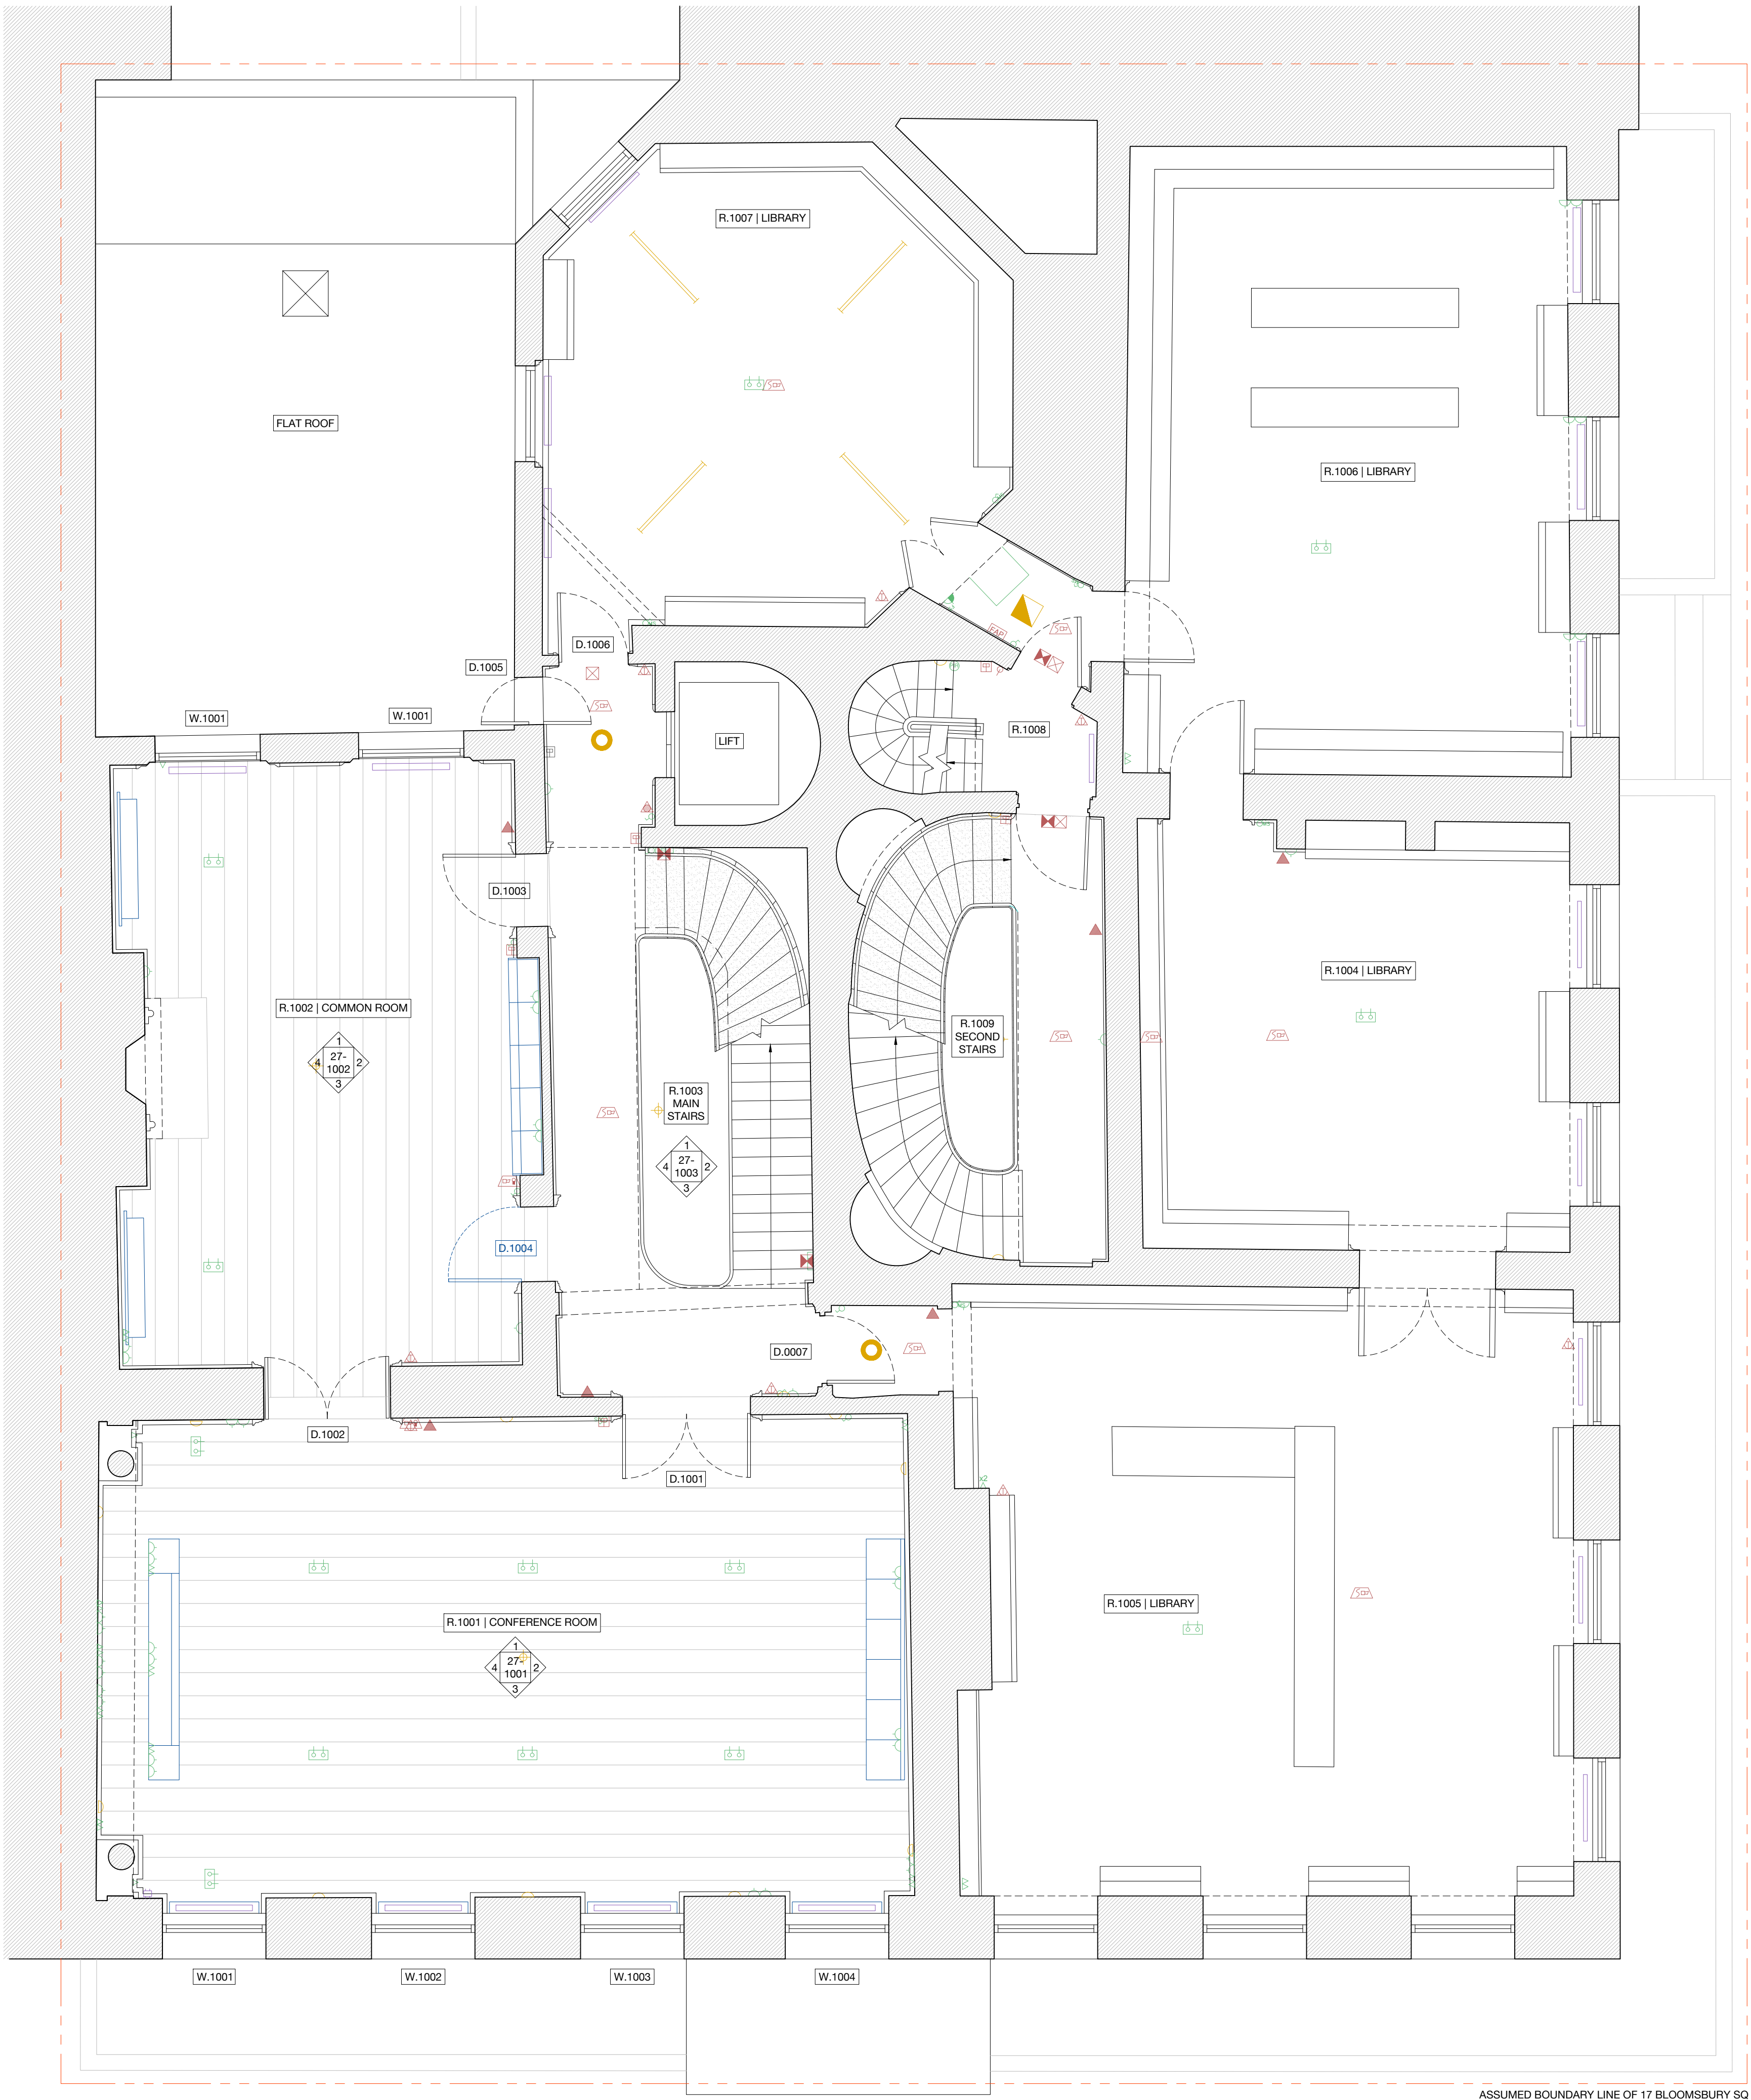 R.1007 | LIBRARY
FLAT ROOF
R.1006 | LIBRARY
FAP
D.1006
D.1005
W.1001
W.1001
LIFT
R.1008
D.1003
R.1004 | LIBRARY
R.1002 | COMMON ROOM
1
4
27-
1002
2
3
R.1009
SECOND
STAIRS
R.1003
MAIN
STAIRS
1
4
27-
1003
2
3
D.1004
D.0007
D.1002
D.1001
x2
R.1005 | LIBRARY
R.1001 | CONFERENCE ROOM
1
4
27-
1001
2
3
W.1001
W.1002
W.1003
W.1004
ASSUMED BOUNDARY LINE OF 17 BLOOMSBURY SQ